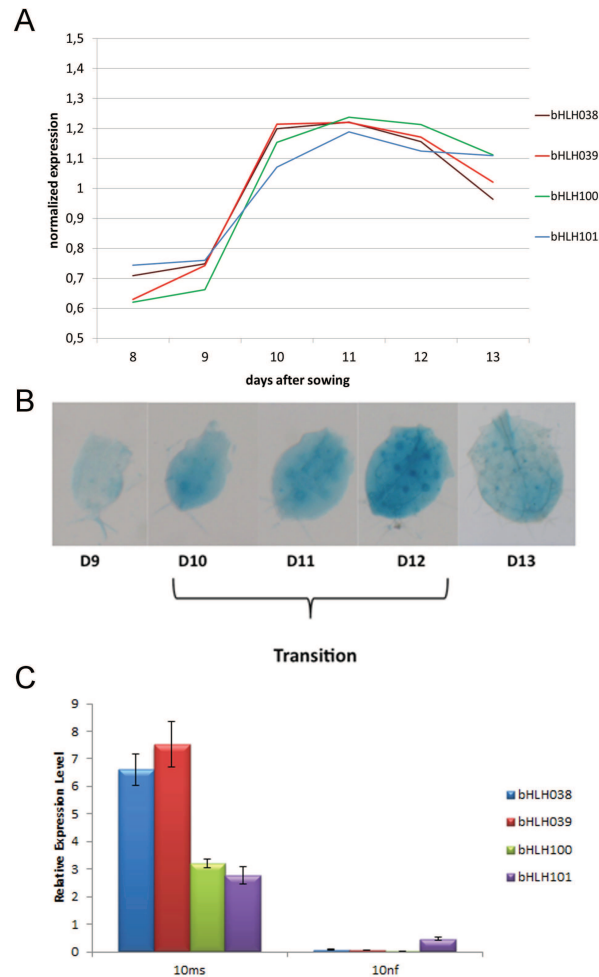 A
1,5
1,4
1,3
1,2
1,1
1
0,9
0,8
0,7
0,6
0,5
normalized expression
8 9 10 11 12 13
days after sowing
bHLH038
bHLH039
bHLH100
bHLH101
B
D9 D10 D11 D12 D13
Transition
C
9
8
7
6
5
4
3
2
1
0
Relative Expression Level
10ms 10nf
bHLH038
bHLH039
bHLH100
bHLH101